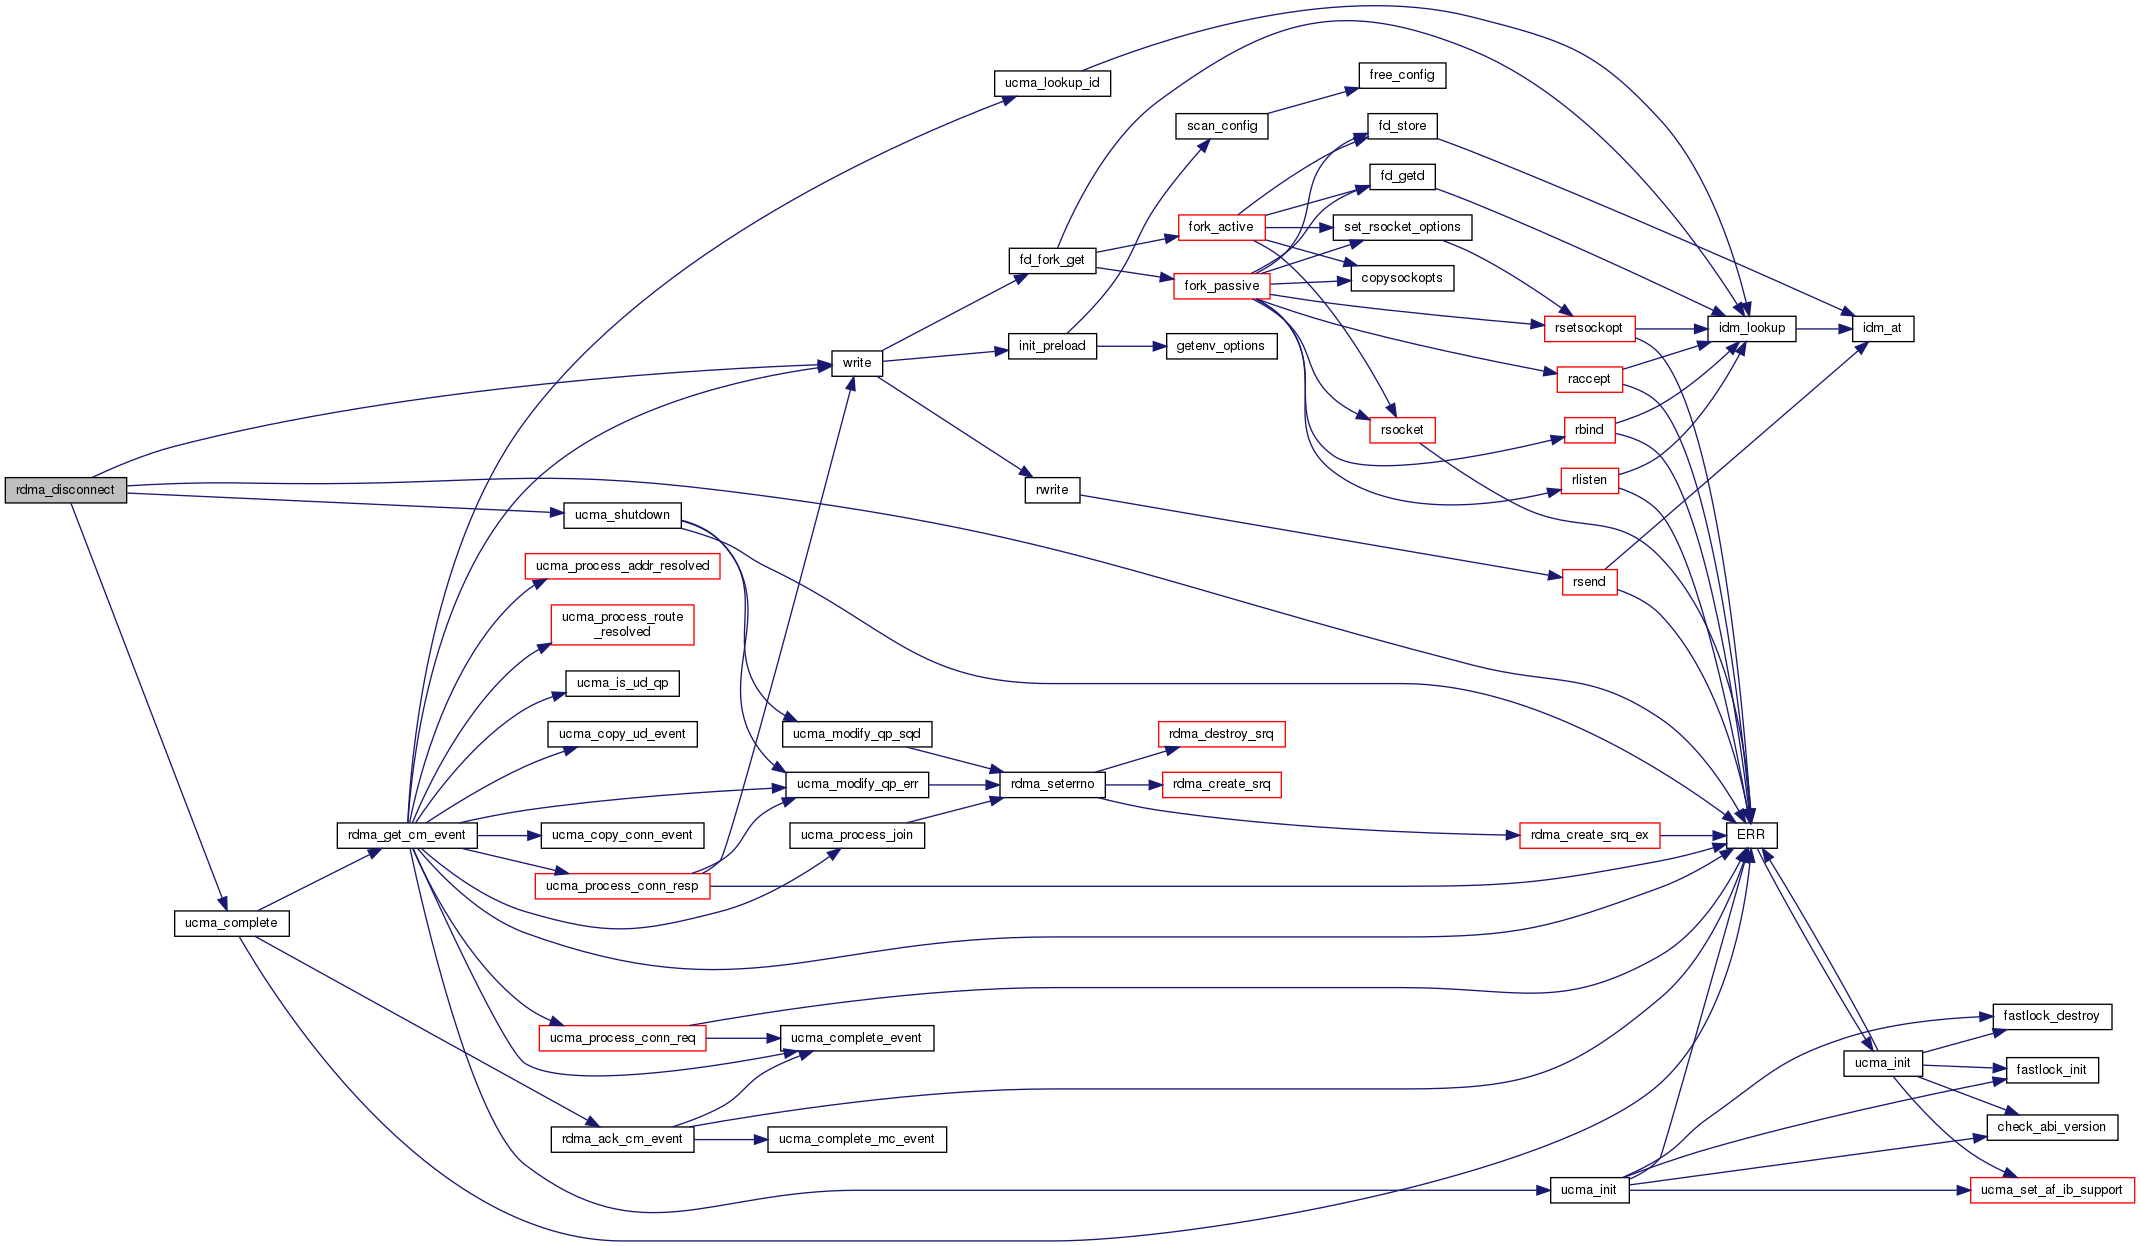 ucma_lookup_id
free_config
scan_config
fd_store
fd_getd
fork_active
set_rsocket_options
fd_fork_get
copysockopts
fork_passive
rsetsockopt
idm_lookup
idm_at
init_preload
getenv_options
write
raccept
rsocket
rbind
rlisten
rdma_disconnect
rwrite
ucma_shutdown
ucma_process_addr_resolved
rsend
ucma_process_route
_resolved
ucma_is_ud_qp
ucma_copy_ud_event
ucma_modify_qp_sqd
rdma_destroy_srq
ucma_modify_qp_err
rdma_seterrno
rdma_create_srq
rdma_get_cm_event
ucma_copy_conn_event
ucma_process_join
rdma_create_srq_ex
ERR
ucma_process_conn_resp
ucma_complete
fastlock_destroy
ucma_process_conn_req
ucma_complete_event
ucma_init
fastlock_init
check_abi_version
rdma_ack_cm_event
ucma_complete_mc_event
ucma_init
ucma_set_af_ib_support